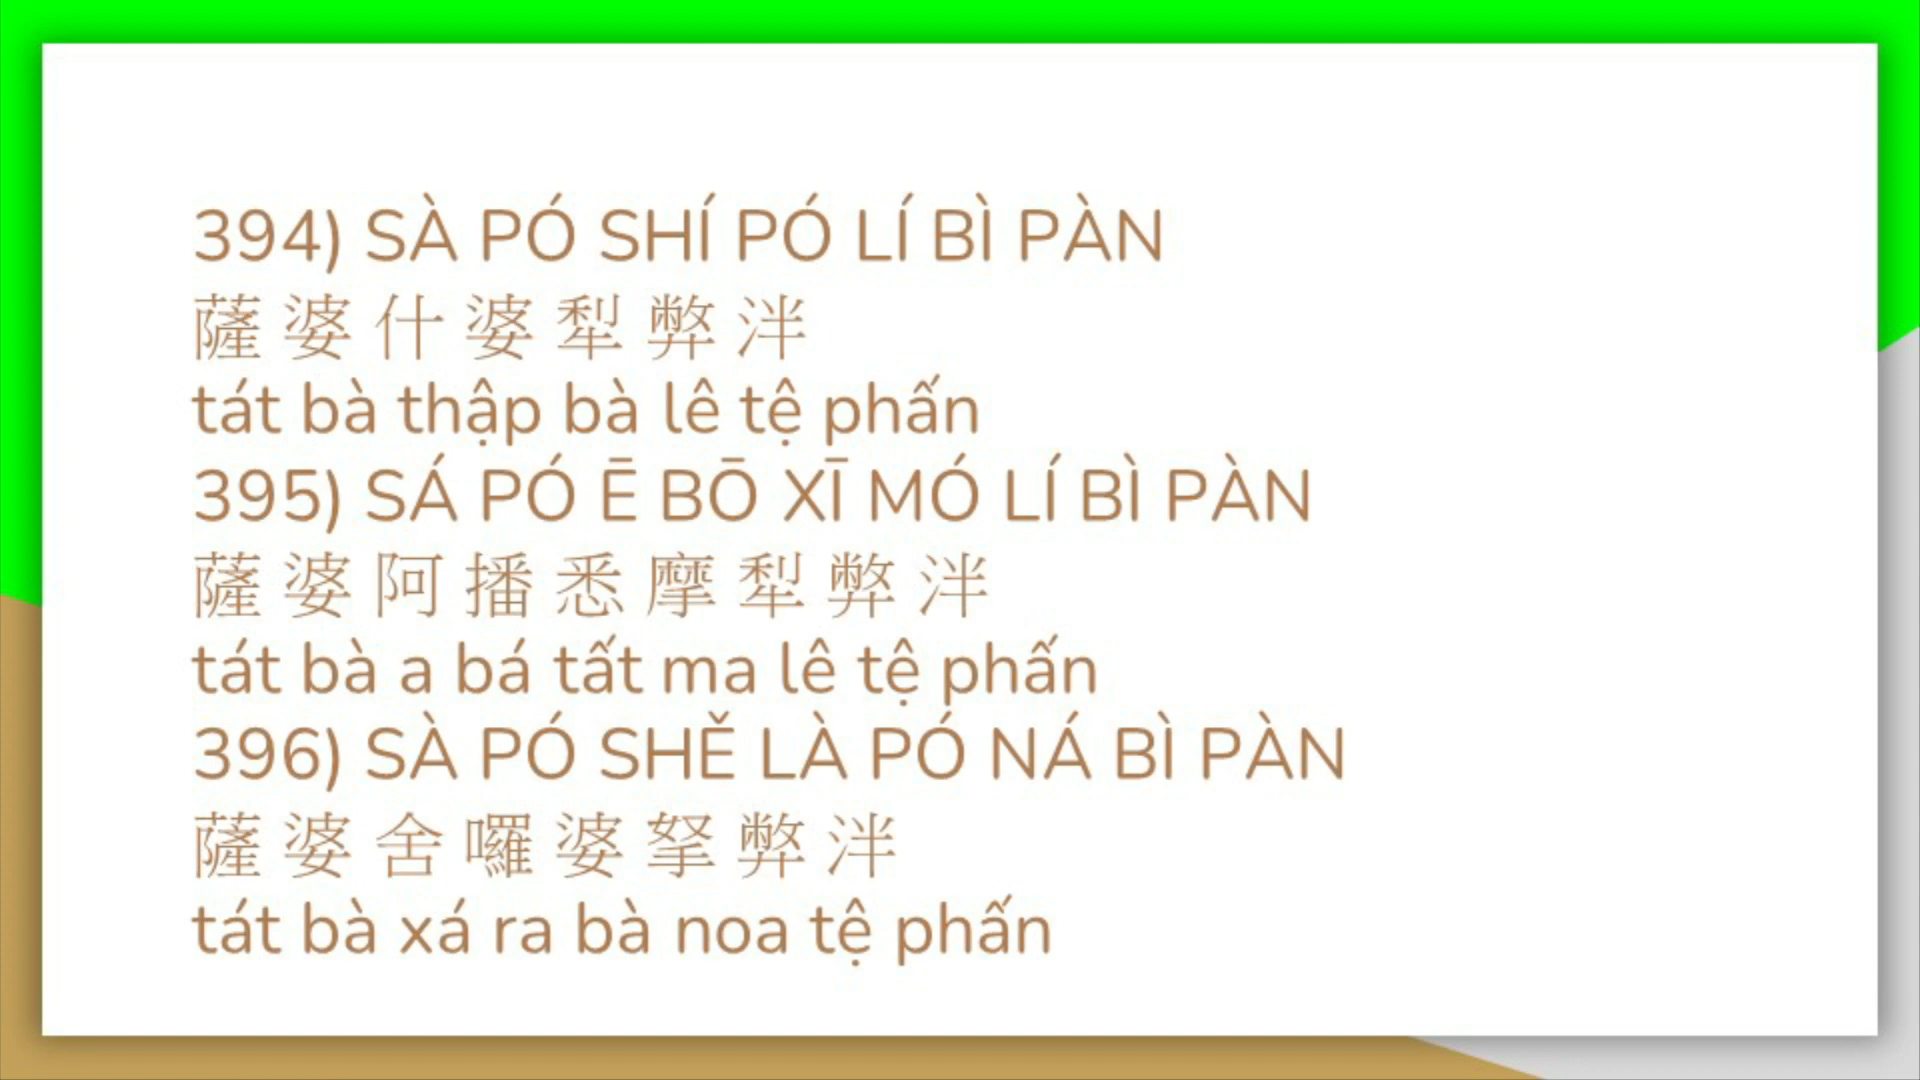 394) SÀ PÓ SHÍ PÓ LÍ BÌ PÀN
薩 婆 什 婆 犁 弊 泮
tát bà thập bà lê tệ phấn
395) SÁ PÓ Ē BŌ XĪ MÓ LÍ BÌ PÀN
薩 婆 阿 播 悉 摩 犁 弊 泮
tát bà a bá tất ma lê tệ phấn
396) SÀ PÓ SHĚ LÀ PÓ NÁ BÌ PÀN
薩 婆 舍 囉 婆 拏 弊 泮
tát bà xá ra bà noa tệ phấn